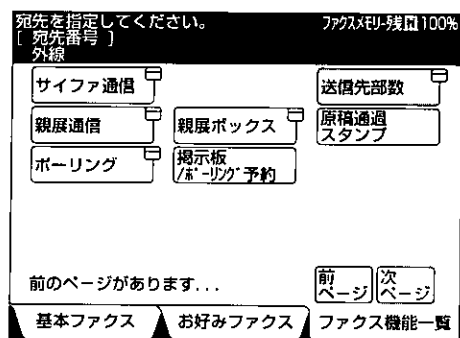 宛先を指定してください。 ファクスメモリー残量100%
[ 宛先番号 ]
外線
サイファ通信 送信先部数
親展通信 親展ボックス 原稿通過
スタンプ
ポーリング 掲示板
/ポーリング予約
前のページがあります...
前
ページ
次
ページ
基本ファクス お好みファクス ファクス機能一覧